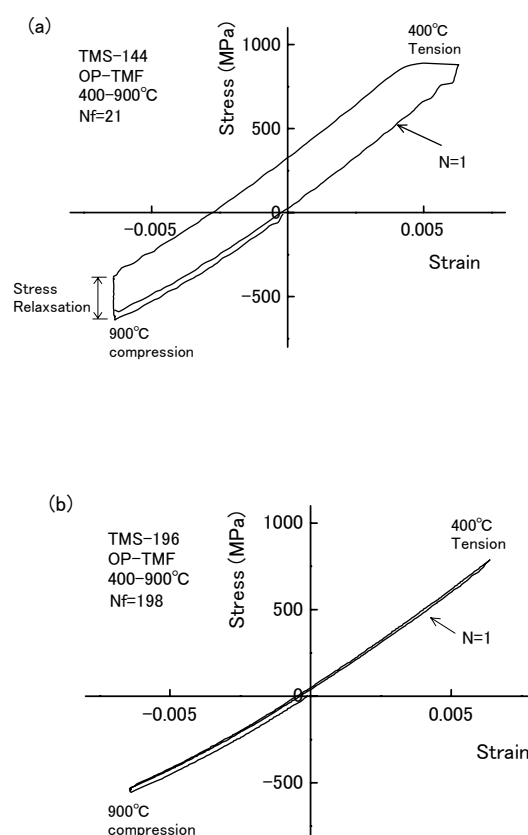 (a)
TMS-144
OP-TMF
400-900℃
Nf=21
Stress (MPa)
1000
500
0
-500
-0.005
0.005
Strain
400℃
Tension
N=1
Stress
Relaxsation
900℃
compression
(b)
TMS-196
OP-TMF
400-900℃
Nf=198
Stress (MPa)
1000
500
0
-500
-0.005
0.005
Strain
400℃
Tension
N=1
900℃
compression